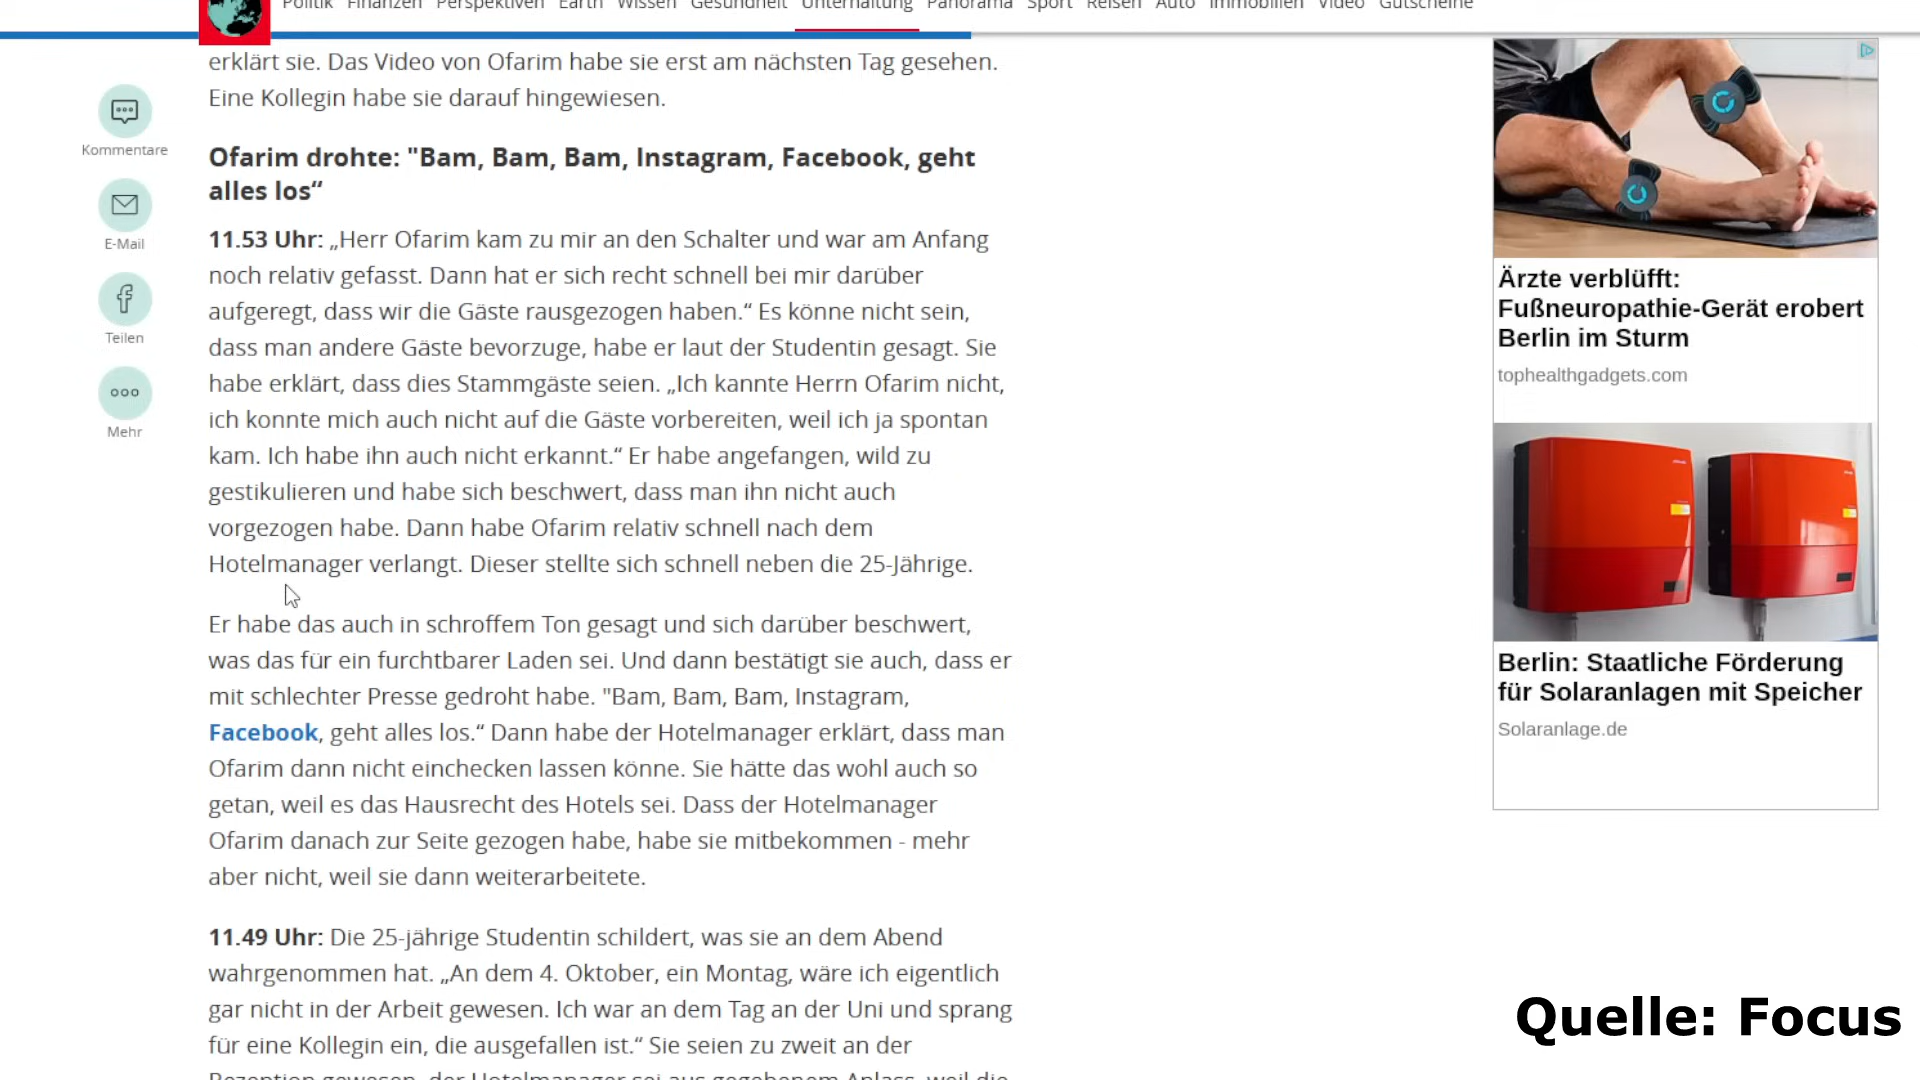 Politik Finanzen Perspektiven Earth Wissen Gesundheit Unterhaltung Panorama Sport Reisen Auto Immobilien Video Gutscheine
erklärt sie. Das Video von Ofarim habe sie erst am nächsten Tag gesehen.
Eine Kollegin habe sie darauf hingewiesen.
Kommentare
E-Mail
Teilen
Mehr
Ofarim drohte: "Bam, Bam, Bam, Instagram, Facebook, geht
alles los“
11.53 Uhr: „Herr Ofarim kam zu mir an den Schalter und war am Anfang
noch relativ gefasst. Dann hat er sich recht schnell bei mir darüber
aufgeregt, dass wir die Gäste rausgezogen haben.“ Es könne nicht sein,
dass man andere Gäste bevorzuge, habe er laut der Studentin gesagt. Sie
habe erklärt, dass dies Stammgäste seien. „Ich kannte Herrn Ofarim nicht,
ich konnte mich auch nicht auf die Gäste vorbereiten, weil ich ja spontan
kam. Ich habe ihn auch nicht erkannt.“ Er habe angefangen, wild zu
gestikulieren und habe sich beschwert, dass man ihn nicht auch
vorgezogen habe. Dann habe Ofarim relativ schnell nach dem
Hotelmanager verlangt. Dieser stellte sich schnell neben die 25-Jährige.
Er habe das auch in schroffem Ton gesagt und sich darüber beschwert,
was das für ein furchtbarer Laden sei. Und dann bestätigt sie auch, dass er
mit schlechter Presse gedroht habe. "Bam, Bam, Bam, Instagram,
Facebook, geht alles los.“ Dann habe der Hotelmanager erklärt, dass man
Ofarim dann nicht einchecken lassen könne. Sie hätte das wohl auch so
getan, weil es das Hausrecht des Hotels sei. Dass der Hotelmanager
Ofarim danach zur Seite gezogen habe, habe sie mitbekommen - mehr
aber nicht, weil sie dann weiterarbeitete.
11.49 Uhr: Die 25-jährige Studentin schildert, was sie an dem Abend
wahrgenommen hat. „An dem 4. Oktober, ein Montag, wäre ich eigentlich
gar nicht in der Arbeit gewesen. Ich war an dem Tag an der Uni und sprang
für eine Kollegin ein, die ausgefallen ist.“ Sie seien zu zweit an der
Rezeption gewesen, der Hotelmanager sei aus gegebenem Anlass, weil die
Ärzte verblüfft:
Fußneuropathie-Gerät erobert
Berlin im Sturm
tophealthgadgets.com
Berlin: Staatliche Förderung
für Solaranlagen mit Speicher
Solaranlage.de
Quelle: Focus